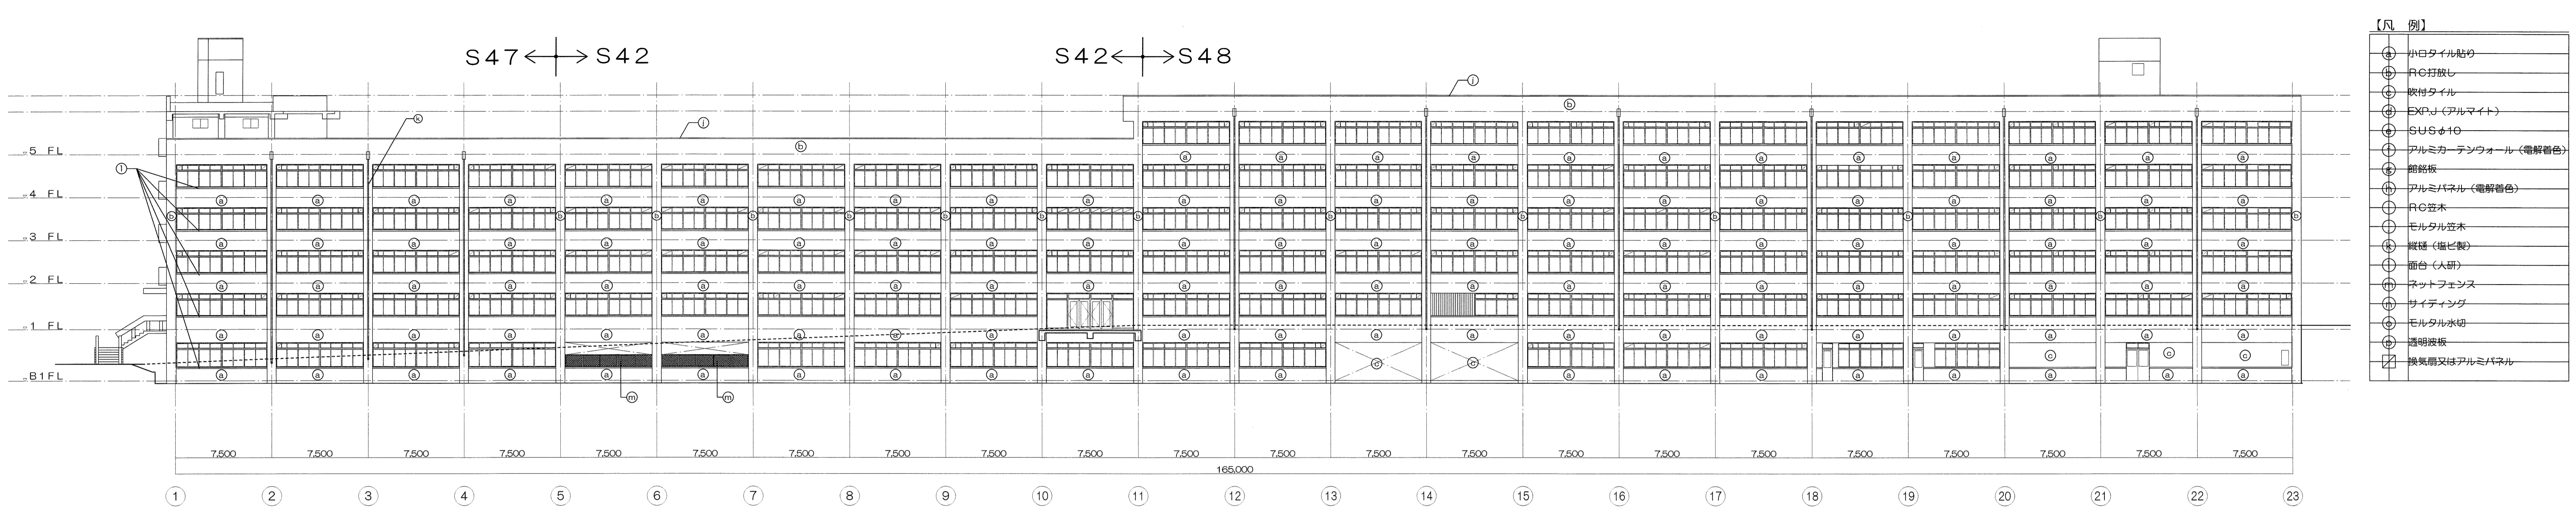 S47 S42
S42 S48
5 FL
4 FL
3 FL
2 FL
1 FL
B1FL
j
j
k
l
b
b
b b b b b b b b b b b b
a a a a a a a a a a a a
a a a a a a a a a a a a a a a a a a a a a a
a a a a a a a a a a a a a a a a a a a a a a
a a a a a a a a a a a a a a a a a a a a a a
a a a a a a a a a a a a a a a a a a a a a a
c c c c c
a a a a a a a a a a a a a a a a a a a a
m m
7,500 7,500 7,500 7,500 7,500 7,500 7,500 7,500 7,500 7,500 7,500 7,500 7,500 7,500 7,500 7,500 7,500 7,500 7,500 7,500 7,500 7,500
165,000
1 2 3 4 5 6 7 8 9 10 11 12 13 14 15 16 17 18 19 20 21 22 23
【凡 例】
a 小口タイル貼り
b RC打放し
c 吹付タイル
d EXP,J(アルマイト)
e SUSφ10
f アルミカーテンウォール(電解着色)
g 館銘板
h アルミパネル(電解着色)
RC笠木
モルタル笠木
k 縦樋(塩ビ製)
面台(人研)
m ネットフェンス
n サイディング
o モルタル水切
p 透明波板
換気扇又はアルミパネル